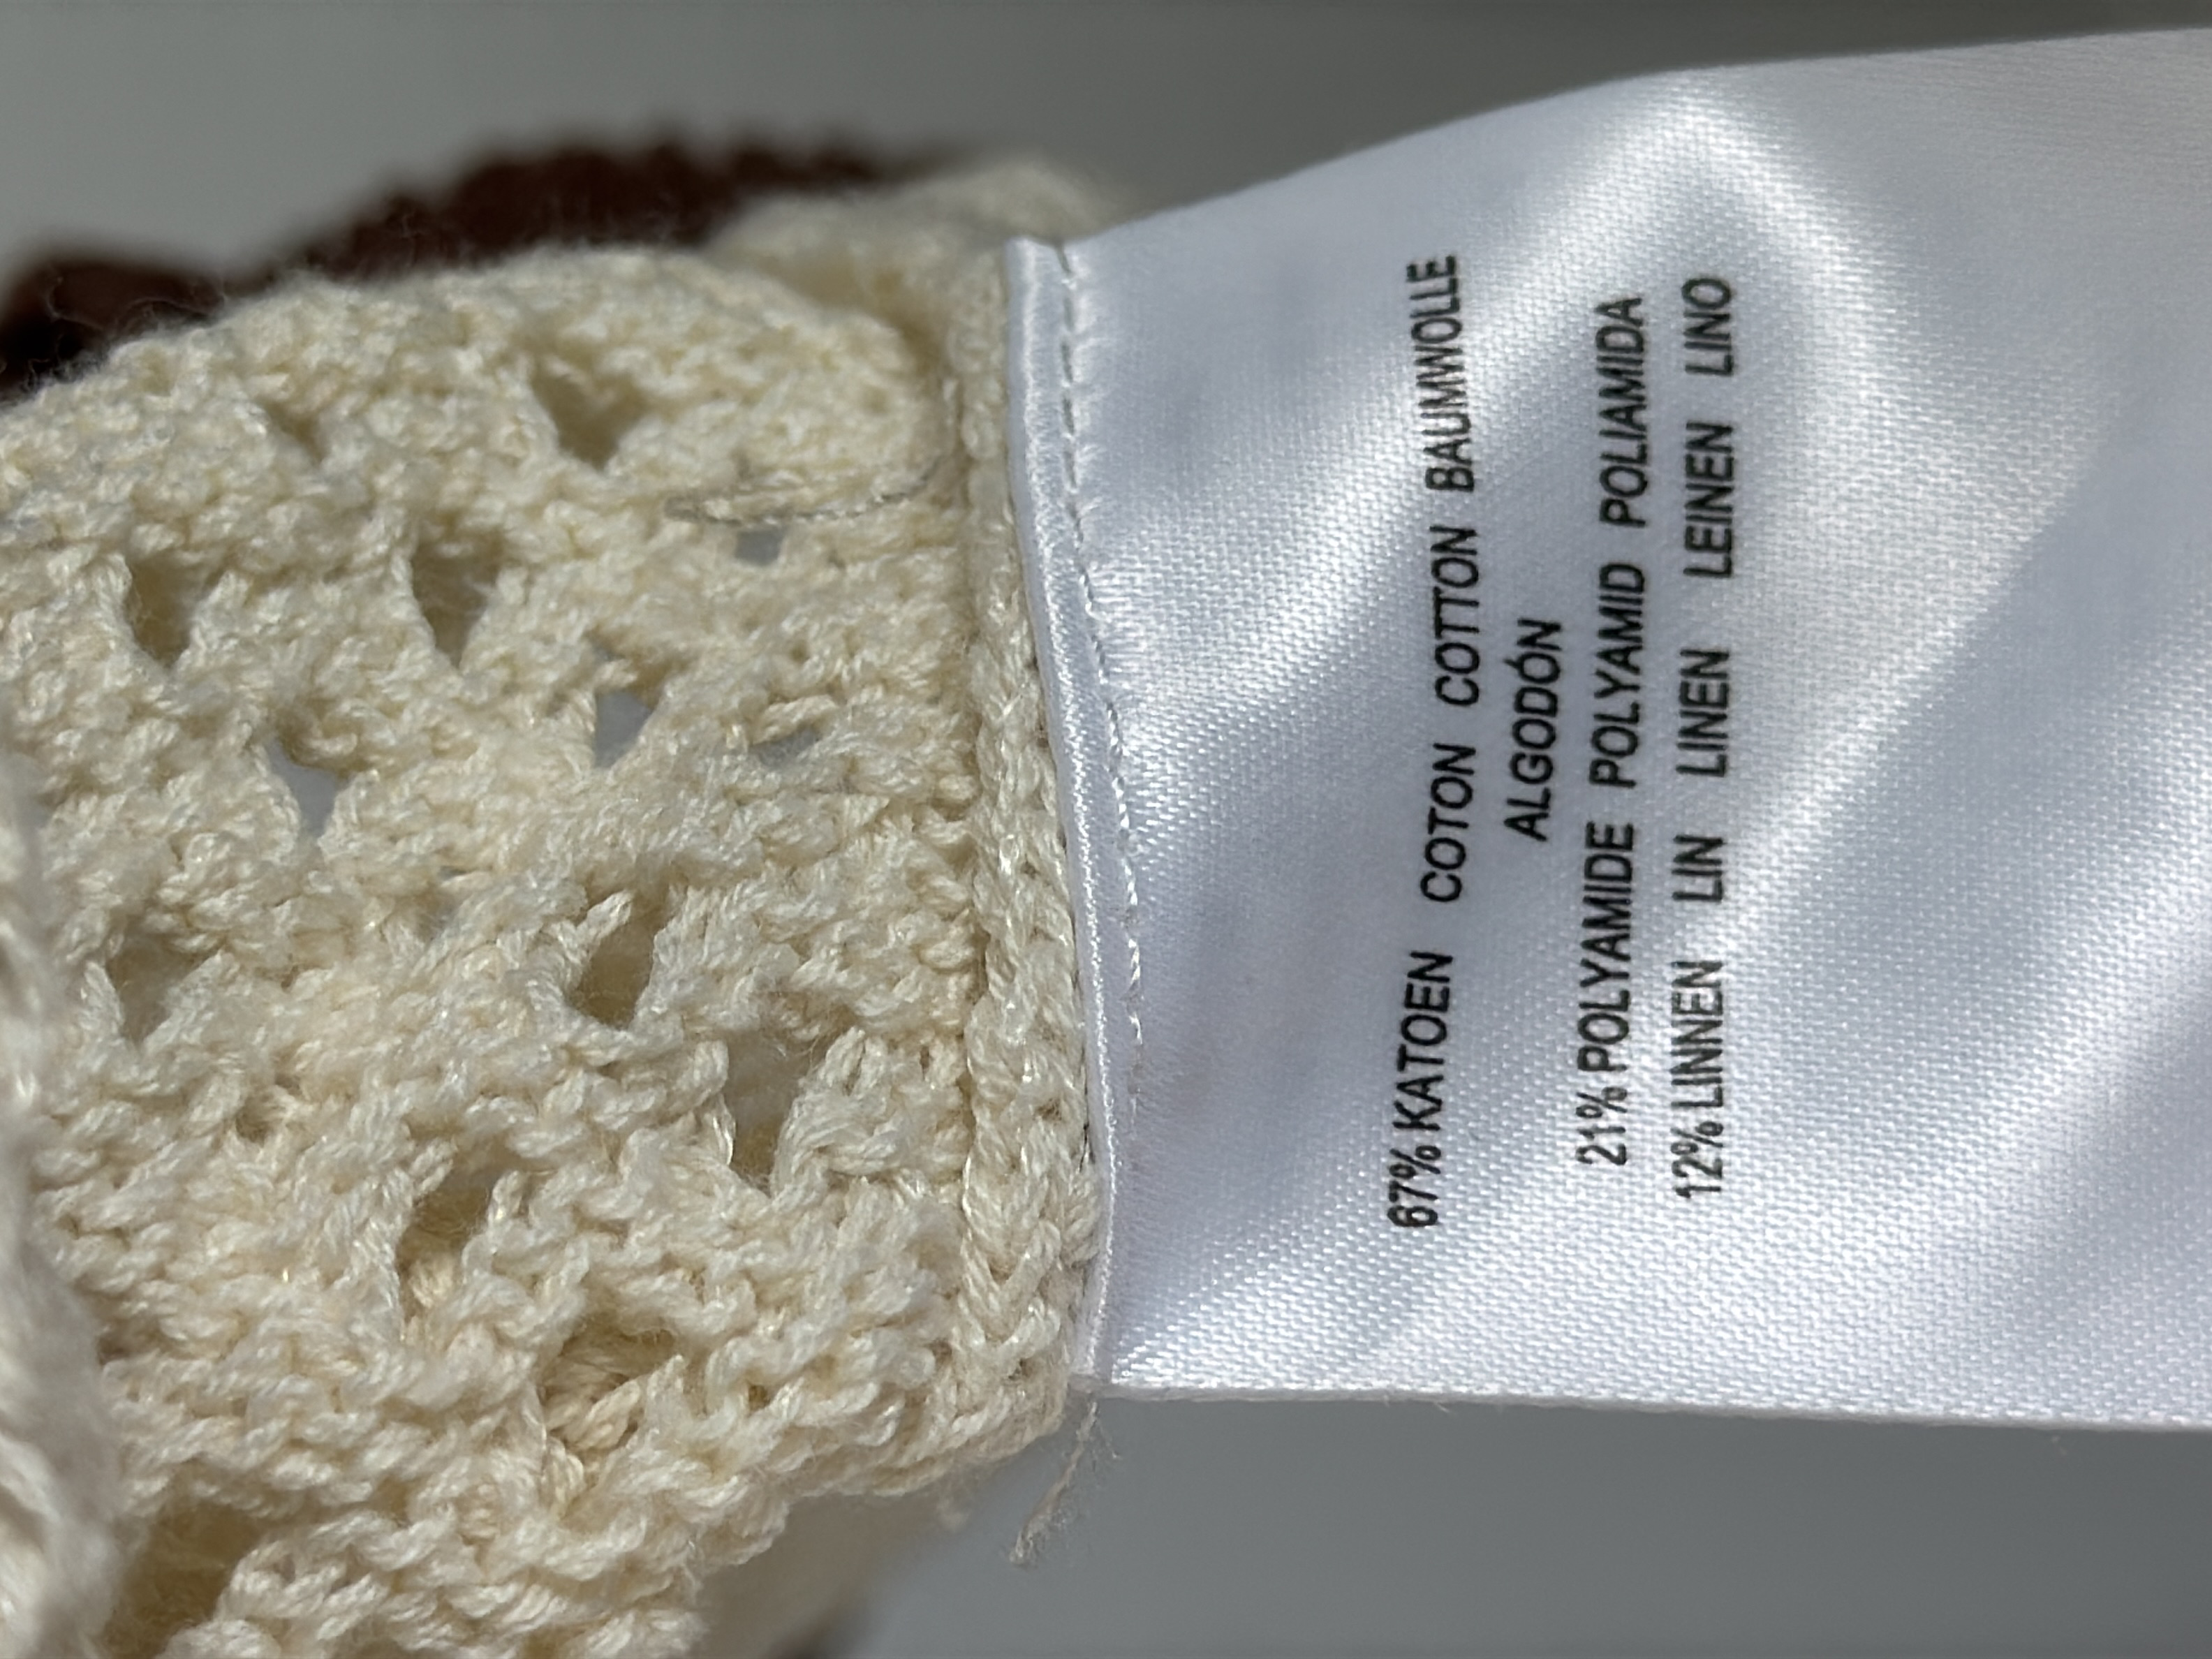 67% KATOEN COTON COTTON BAUMWOLLE
ALGODÓN
21% POLYAMIDE POLYAMID POLIAMIDA
12% LINNEN LIN LINEN LEINEN LINO